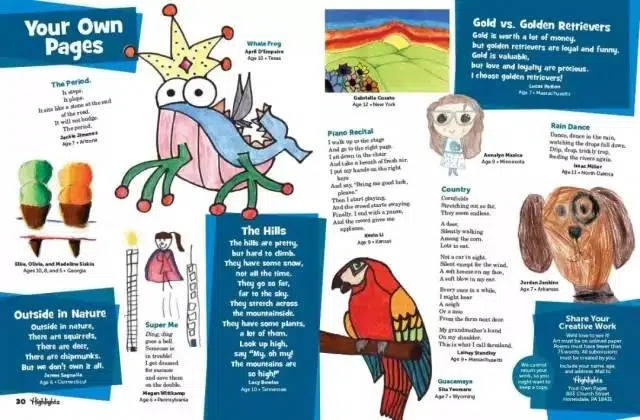 Your Own
Pages
The Period.
It stops.
It plops.
It sits like a stone at the end
of the road.
It will not budge.
The period.
Jackie Jimenez
Age 7 • Arizona
Whale Frog
April D'Eingairo
Age 10 • Texas
Gabriella Cosato
Age 12 • New York
Gold vs. Golden Retrievers
Gold is worth a lot of money,
but golden retrievers are loyal and funny.
Gold is valuable,
but love and loyalty are precious.
I choose golden retrievers!
Lucas
Age 7 • Massachusetts
Piano Recital
I walk up to the stage
And go to the right page.
I sit down in the chair
And take a breath of fresh air.
I put my hands on the right
keys
And say, "Bring me good luck,
please."
Then I start playing,
And the crowd starts swaying.
Finally, I end with a pause,
And the crowd gives me
applause.
Kevin Li
Age 9 • Kansas
Annalyn Masica
Age 9 • Minnesota
Rain Dance
Dance, dance in the rain,
watching the drops fall down.
Drip, drop, trickly trop,
feeding the rivers again.
Isaac Miller
Age 11 • North Dakota
Ellie, Olivia, and Madeline Siskin
Ages 10, 8, and 5 • Georgia
Super Me
Ding, ding
goes a bell.
Someone is
in trouble!
I get dressed
for success
and save them
on the double.
Megan Wittkamp
Age 6 • Pennsylvania
The Hills
The hills are pretty,
but hard to climb.
They have some snow,
not all the time.
They go so far,
far to the sky.
They stretch across
the mountainside.
They have some plants,
a lot of them.
Look up high,
say "My, oh my!
The mountains are
so high!"
Lucy Bowles
Age 10 • Tennessee
Country
Cornfields
Stretching out so far,
They seem endless.
A deer,
Silently walking
Among the corn,
Lots to eat.
Not a car in sight,
Silent except for the wind,
A soft breeze on my face,
A soft blow in my ear.
Every once in a while,
I might hear
A neigh
Or a moo
From the farm next door.
My grandmother's hand
On my shoulder,
This is what I call farmland.
Lainey Standley
Age 9 • Massachusetts
Jordan Jenkins
Age 7 • Arkansas
Outside in Nature
Outside in nature,
There are squirrels,
There are deer,
There are chipmunks.
But we don't own it all.
James
Age 6 • Connecticut
Guacamaya
Sita Yeomans
Age 7 • Wyoming
Share Your
Creative Work
We'd love to see it!
Art must be on unlined paper.
Poems must have fewer than
75 words. All submissions
must be created by you.
Include your name, age,
and address. Mail to
Highlights
Your Own Pages
803 Church Street
Honesdale, PA 18431
We cannot
return your
work, so you
might want to
keep a copy.
30 Highlights